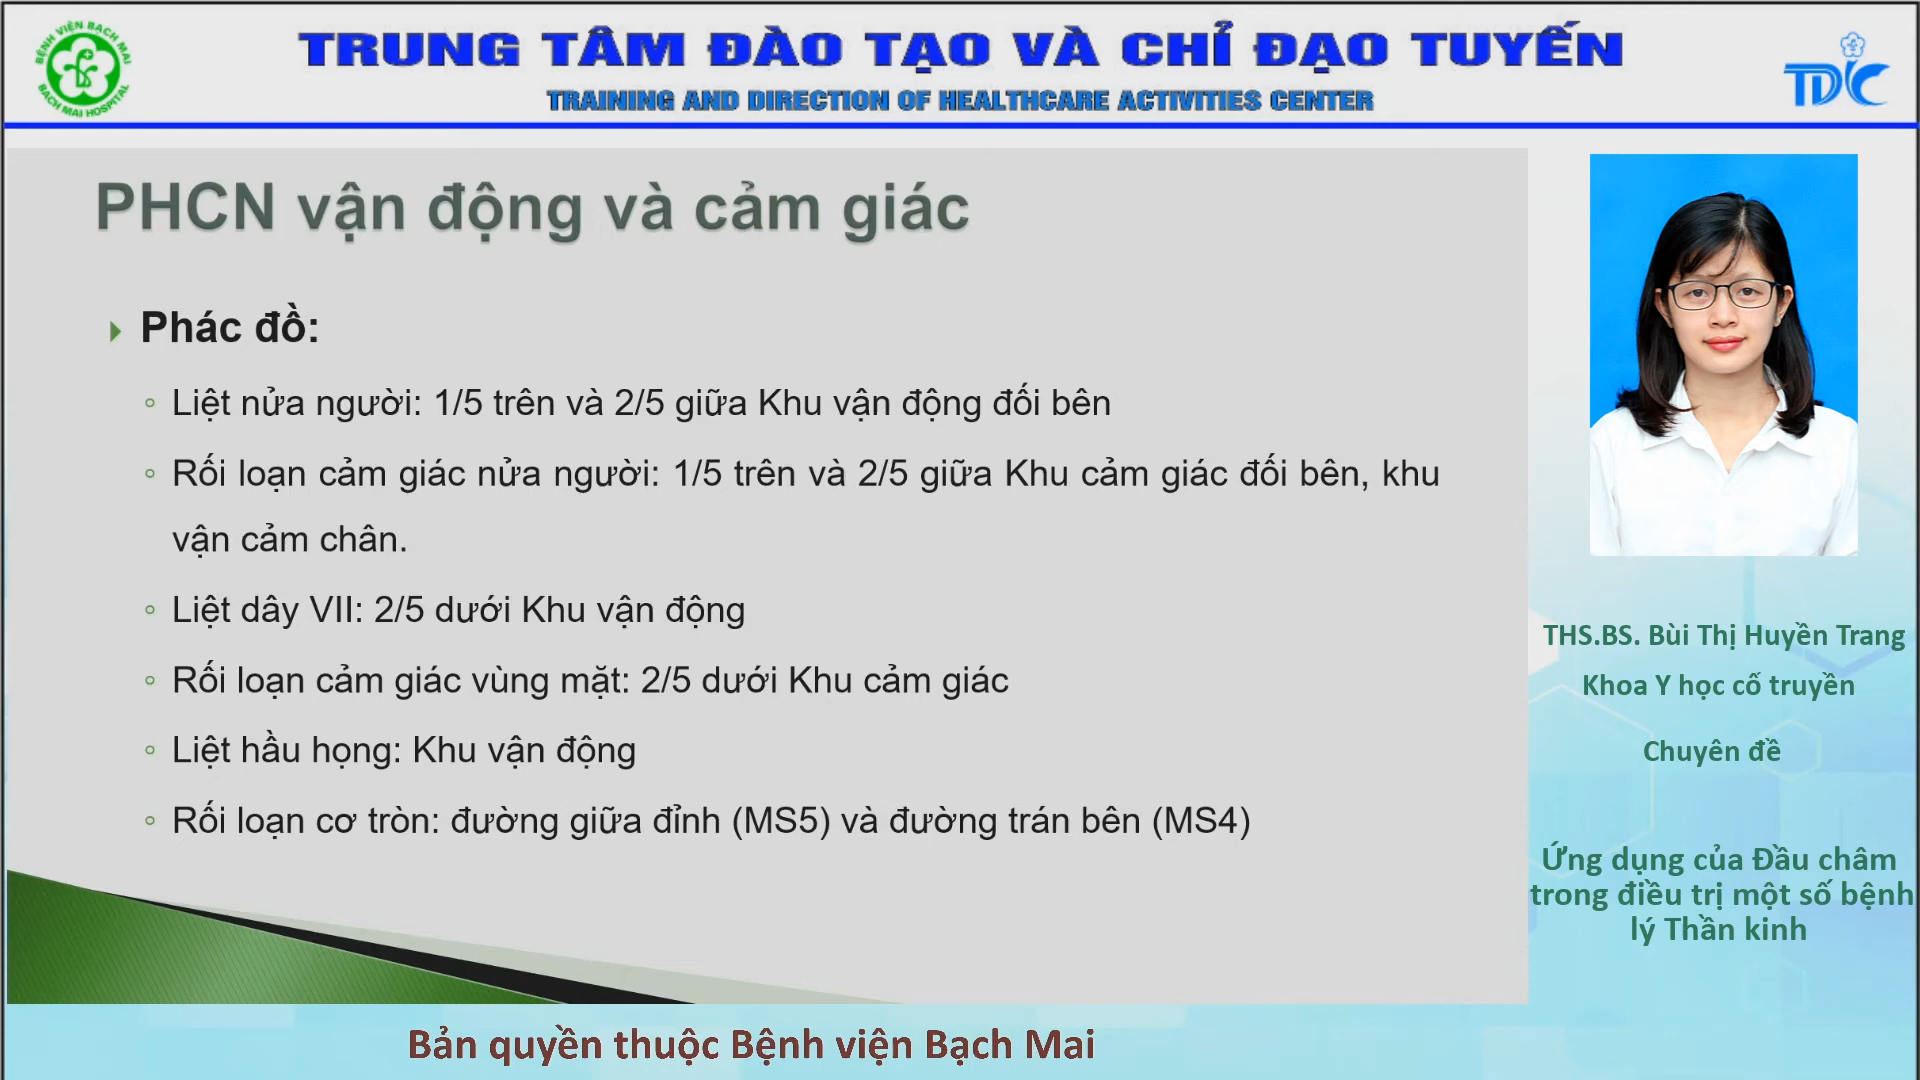 BỆNH VIỆN BẠCH MAI
BACH MAI HOSPITAL
TRUNG TÂM ĐÀO TẠO VÀ CHỈ ĐẠO TUYẾN
TRAINING AND DIRECTION OF HEALTHCARE ACTIVITIES CENTER
TDC
PHCN vận động và cảm giác
Phác đồ:
Liệt nửa người: 1/5 trên và 2/5 giữa Khu vận động đối bên
Rối loạn cảm giác nửa người: 1/5 trên và 2/5 giữa Khu cảm giác đối bên, khu
vận cảm chân.
Liệt dây VII: 2/5 dưới Khu vận động
Rối loạn cảm giác vùng mặt: 2/5 dưới Khu cảm giác
Liệt hầu họng: Khu vận động
Rối loạn cơ tròn: đường giữa đỉnh (MS5) và đường trán bên (MS4)
THS.BS. Bùi Thị Huyền Trang
Khoa Y học cổ truyền
Chuyên đề
Ứng dụng của Đầu châm
trong điều trị một số bệnh
lý Thần kinh
Bản quyền thuộc Bệnh viện Bạch Mai